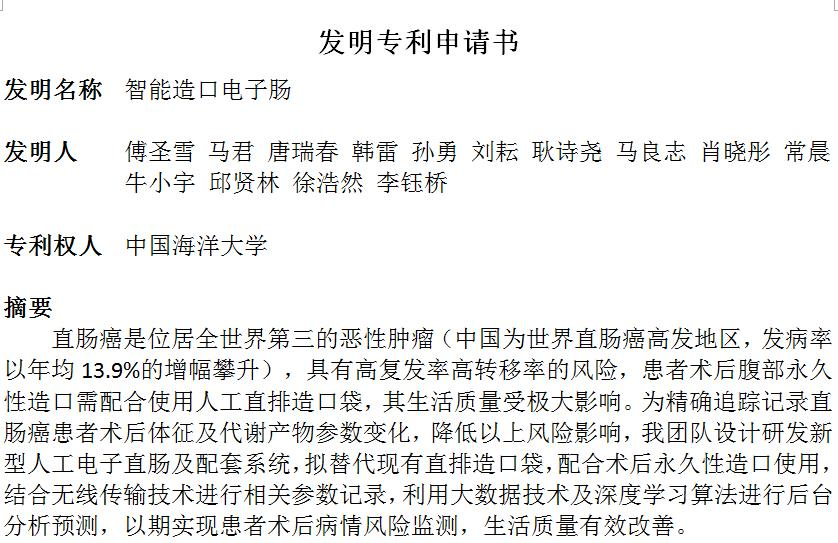 发明专利申请书
发明名称 智能造口电子肠
发明人 傅圣雪 马君 唐瑞春 韩雷 孙勇 刘耘 耿诗尧 马良志 肖晓彤 常晨
牛小宇 邱贤林 徐浩然 李钰桥
专利权人 中国海洋大学
摘要
直肠癌是位居全世界第三的恶性肿瘤（中国为世界直肠癌高发地区，发病率
以年均 13.9%的增幅攀升），具有高复发率高转移率的风险，患者术后腹部永久
性造口需配合使用人工直排造口袋，其生活质量受极大影响。为精确追踪记录直
肠癌患者术后体征及代谢产物参数变化，降低以上风险影响，我团队设计研发新
型人工电子直肠及配套系统，拟替代现有直排造口袋，配合术后永久性造口使用，
结合无线传输技术进行相关参数记录，利用大数据技术及深度学习算法进行后台
分析预测，以期实现患者术后病情风险监测，生活质量有效改善。